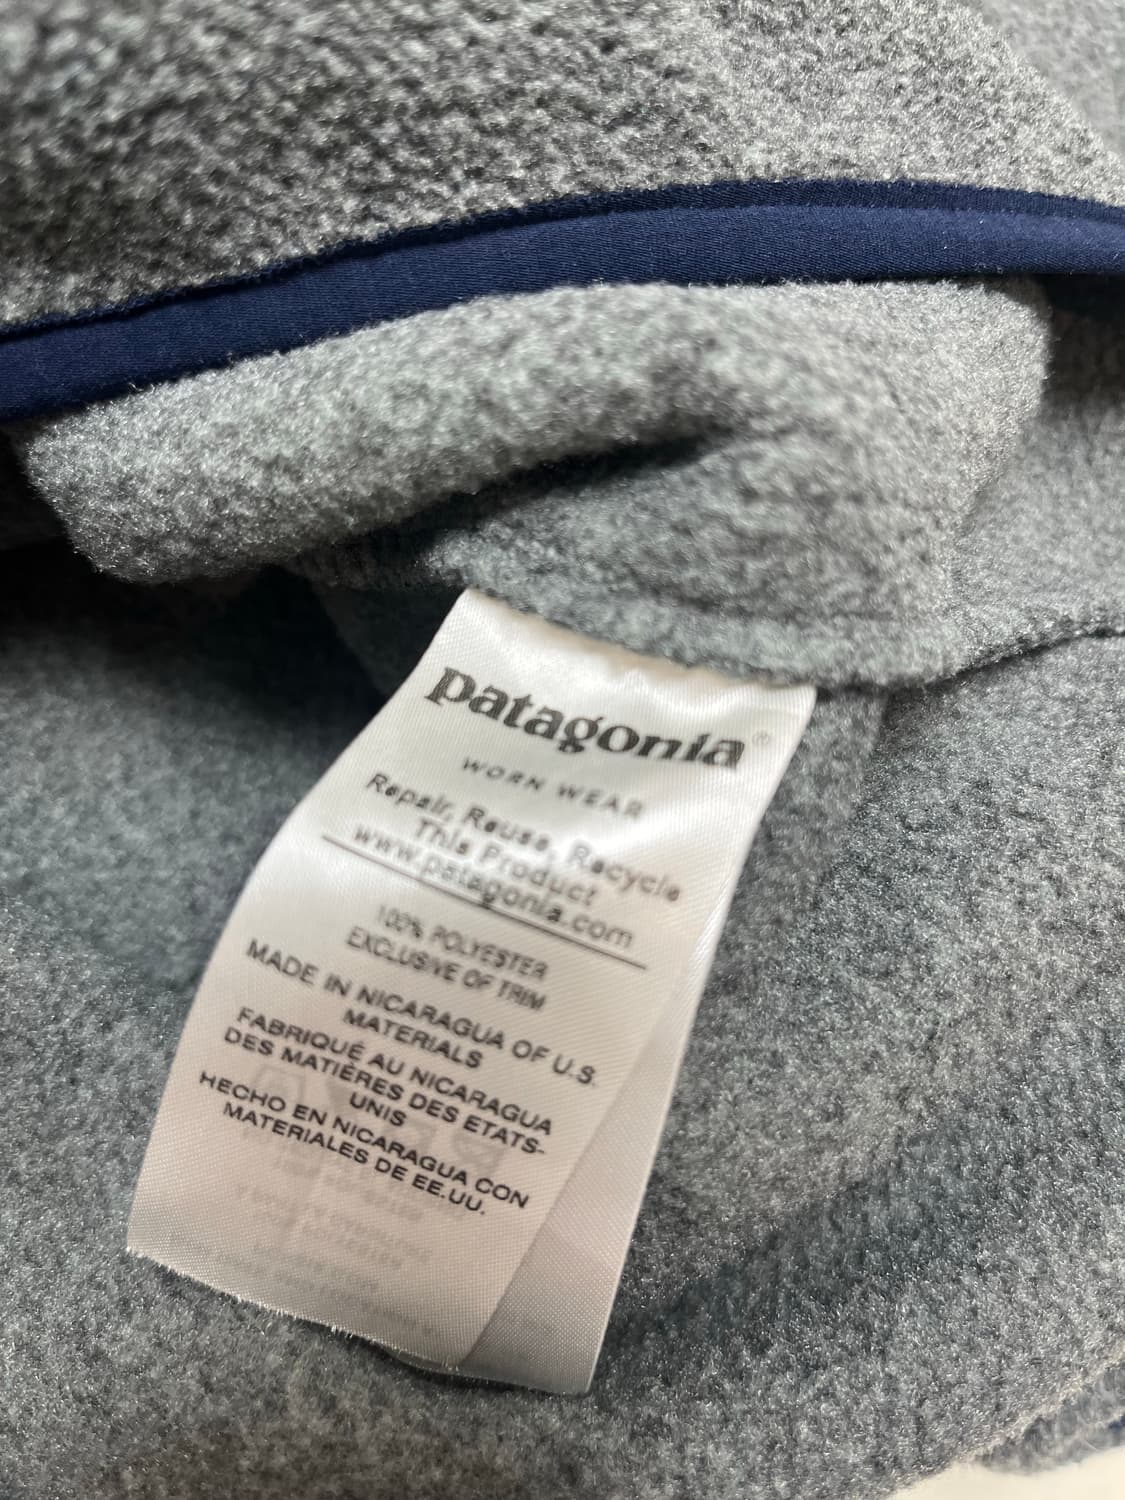 patagonia®
WORN WEAR
Repair, Reuse, Recycle
This Product
www.patagonia.com
100% POLYESTER
EXCLUSIVE OF TRIM
MADE IN NICARAGUA OF U.S.
MATERIALS
FABRIQUÉ AU NICARAGUA
DES MATIÈRES DES ETATS-
UNIS
HECHO EN NICARAGUA CON
MATERIALES DE EE.UU.